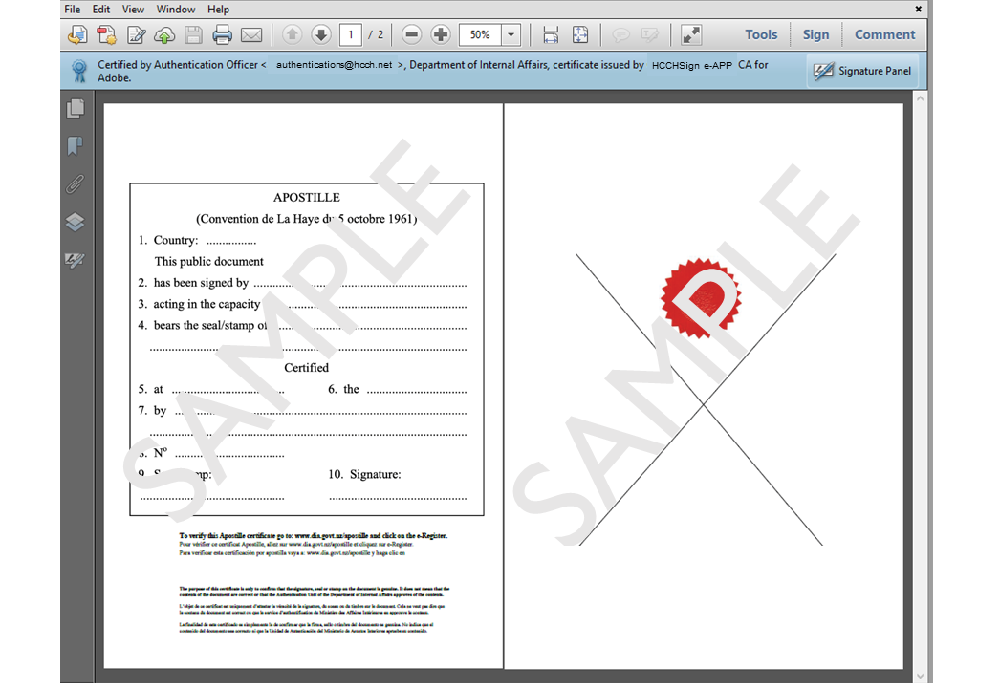 File Edit View Window Help
1 / 2 50% Tools Sign Comment
Certified by Authentication Officer < authentications@hcch.net >, Department of Internal Affairs, certificate issued by HCCHSign e-APP CA for
Adobe.
Signature Panel
APOSTILLE
(Convention de La Haye du 5 octobre 1961)
1. Country: ................
This public document
2. has been signed by ................
3. acting in the capacity ................
4. bears the seal/stamp of ................
................
Certified
5. at ................ 6. the ................
7. by ................
................
8. Nº ................
9. S mp: 10. Signature:
................ ................
SAMPLE
To verify this Apostille certificate go to: www.dia.govt.nz/apostille and click on the e-Register.
Pour vérifier ce certificat Apostille, allez sur www.dia.govt.nz/apostille et cliquez sur e-Register.
Para verificar esta certificación por apostilla vaya a: www.dia.govt.nz/apostille y haga clic en
The purpose of this certificate is only to confirm that the signature, seal or stamp on the document is genuine. It does not mean that the
contents of the document are correct or that the Authentication Unit of the Department of Internal Affairs approves of the contents.
L'objet de ce certificat est uniquement d'attester la véracité de la signature, du sceau ou du timbre sur le document. Cela ne veut pas dire que
le contenu du document est correct ou que le service d'authentification du Ministère des Affaires Intérieures en approuve le contenu.
La finalidad de este certificado es simplemente la de confirmar que la firma, sello o timbre del documento es genuina. No indica que el
contenido del documento sea correcto ni que la Unidad de Autenticación del Ministerio de Asuntos Interiores apruebe su contenido.
SAMPLE